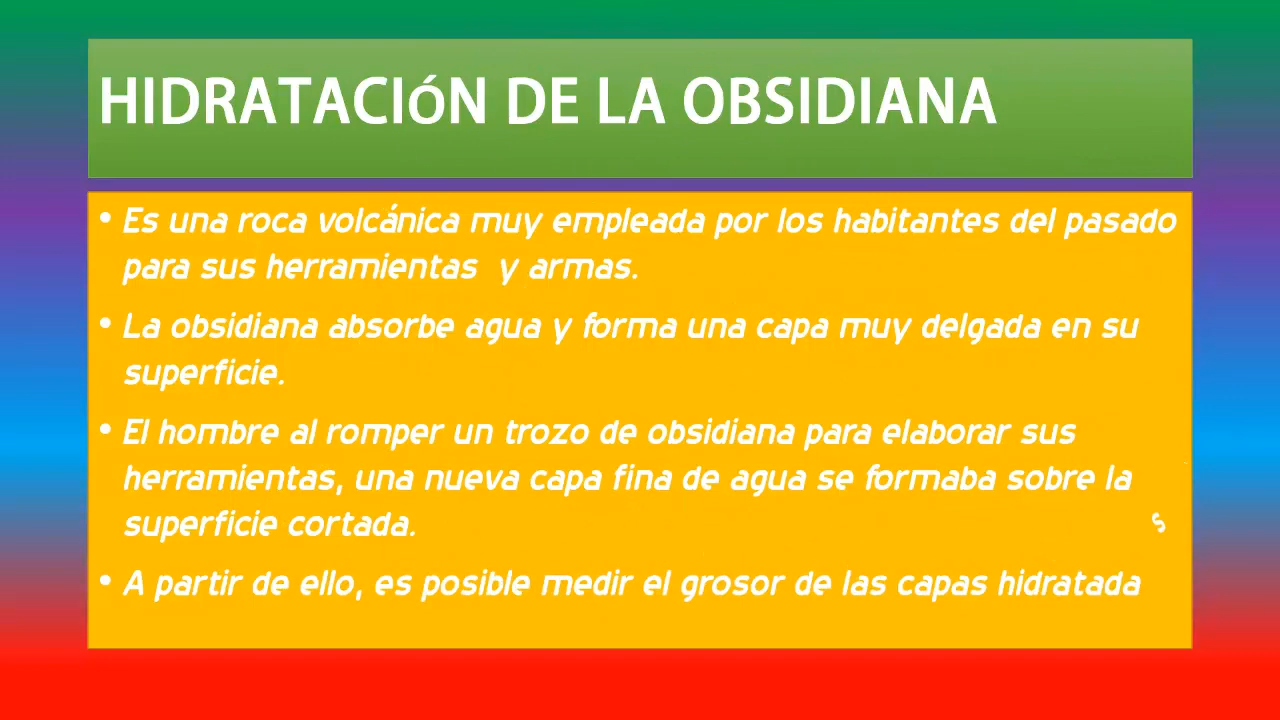 HIDRATACIÓN DE LA OBSIDIANA
• Es una roca volcánica muy empleada por los habitantes del pasado
para sus herramientas y armas.
• La obsidiana absorbe agua y forma una capa muy delgada en su
superficie.
• El hombre al romper un trozo de obsidiana para elaborar sus
herramientas, una nueva capa fina de agua se formaba sobre la
superficie cortada.
s
• A partir de ello, es posible medir el grosor de las capas hidratada